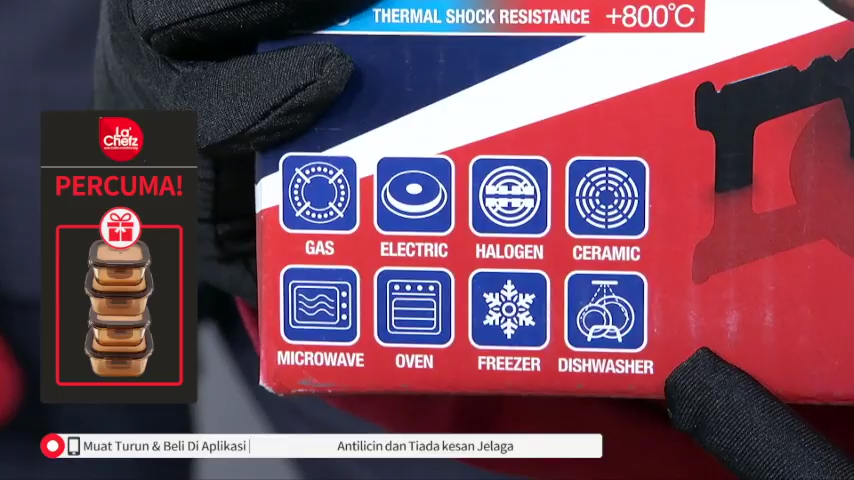 THERMAL SHOCK RESISTANCE +800°C
La' Chefz
PERCUMA!
GAS ELECTRIC HALOGEN CERAMIC
MICROWAVE OVEN FREEZER DISHWASHER
Muat Turun & Beli Di Aplikasi | Antilicin dan Tiada kesan Jelaga